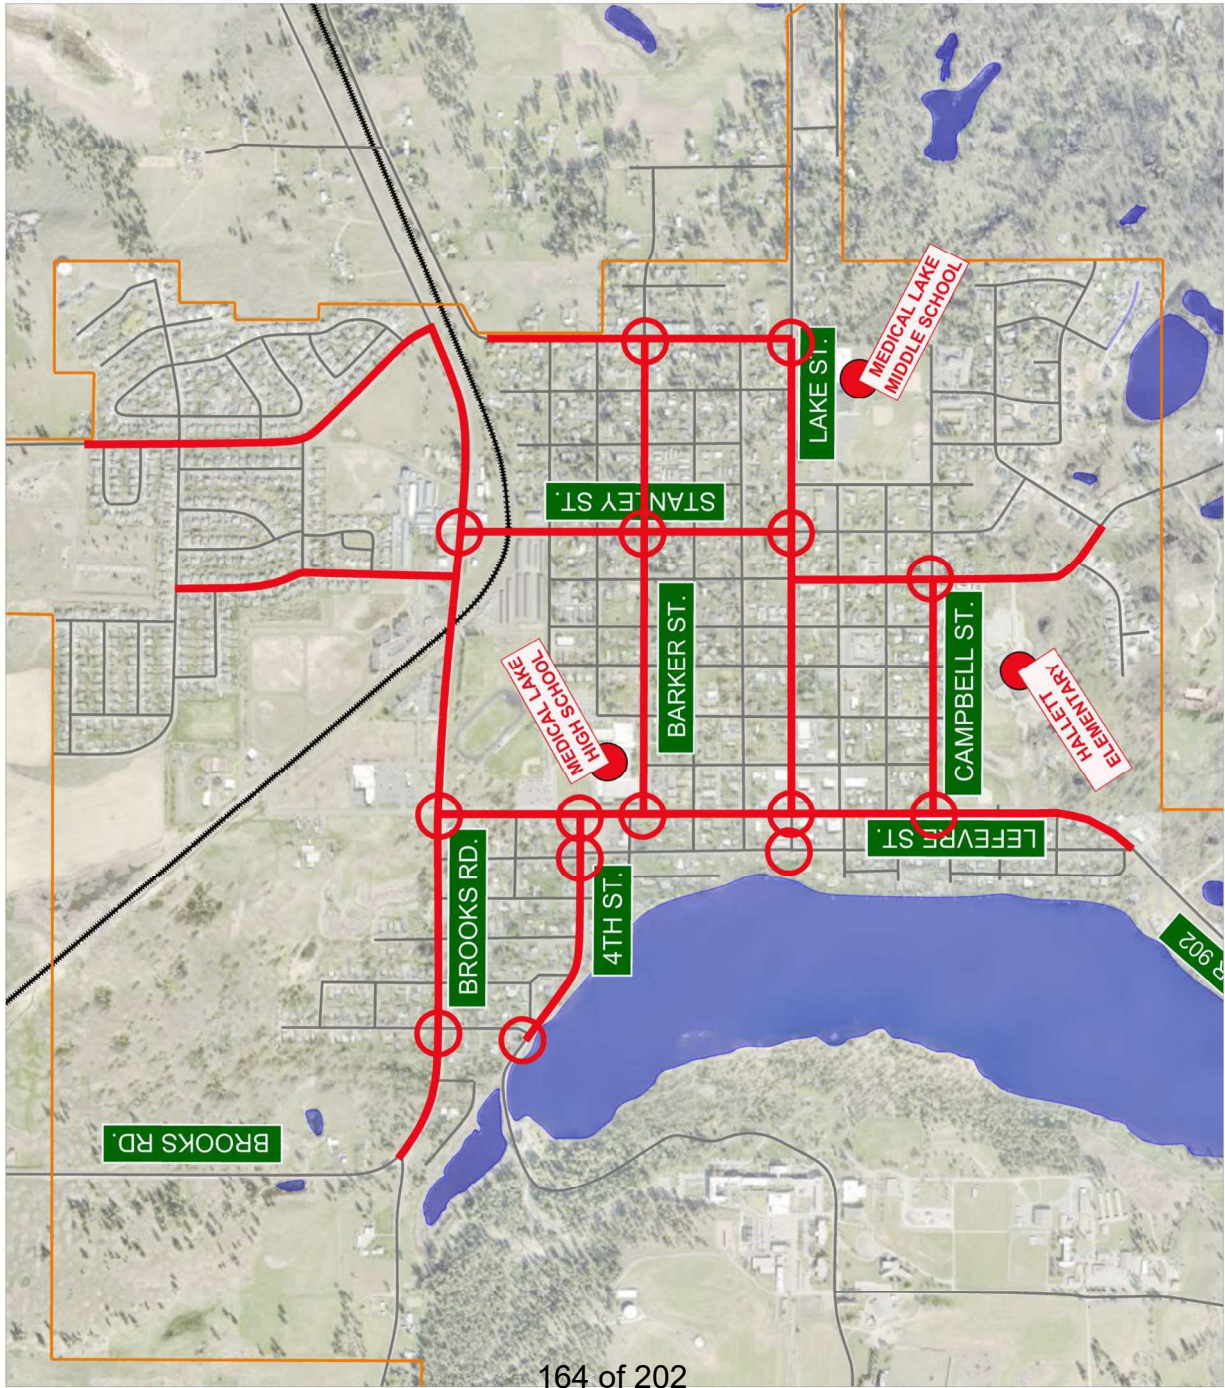 MEDICAL LAKE
MIDDLE SCHOOL
LAKE ST.
STANLEY ST.
BARKER ST.
MEDICAL LAKE
HIGH SCHOOL
CAMPBELL ST.
HALLETT
ELEMENTARY
LEFEVRE ST.
BROOKS RD.
4TH ST.
R 902
BROOKS RD.
164 of 202